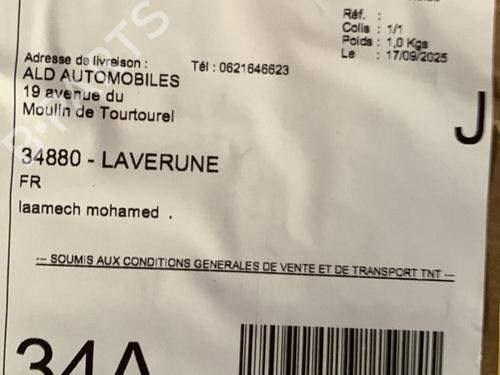 Réf. :
Colis : 1/1
Poids : 1,0 Kgs
Le : 17/09/2025
Adresse de livraison : Tél : 0621646623
ALD AUTOMOBILES
19 avenue du
Moulin de Tourtourel
J
34880 - LAVERUNE
FR
laamech mohamed .
--- SOUMIS AUX CONDITIONS GENERALES DE VENTE ET DE TRANSPORT TNT ---
34A